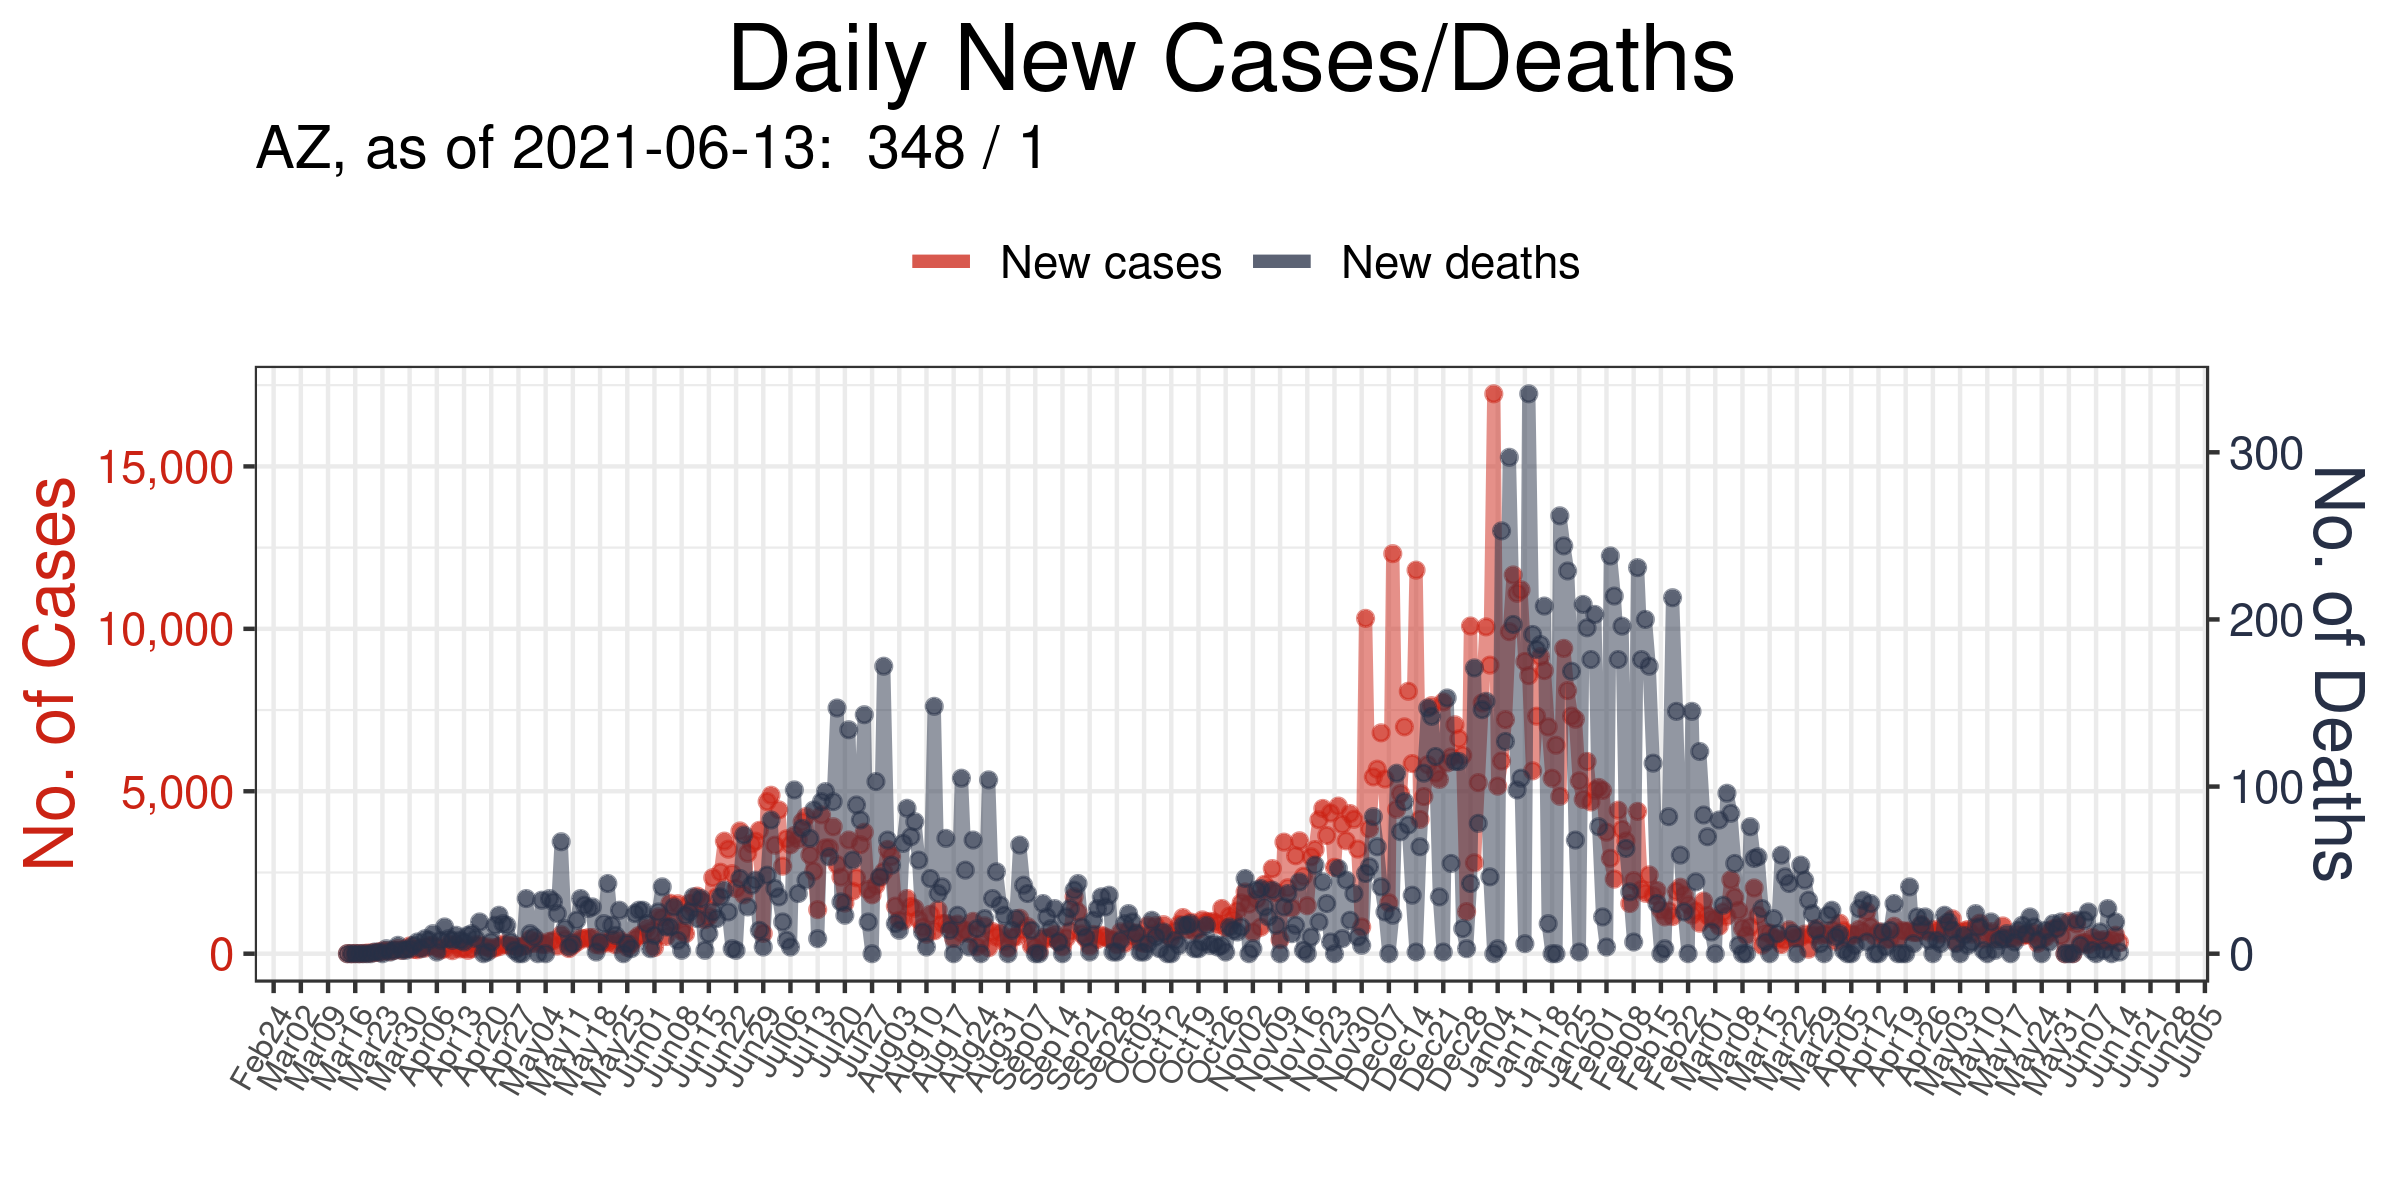 Daily New Cases/Deaths
AZ, as of 2021-06-13:  348 / 1
New cases
New deaths
No. of Cases
15,000
10,000
5,000
0
300
200
100
0
No. of Deaths
Feb24
Mar02
Mar09
Mar16
Mar23
Mar30
Apr06
Apr13
Apr20
Apr27
May04
May11
May18
May25
Jun01
Jun08
Jun15
Jun22
Jun29
Jul06
Jul13
Jul20
Jul27
Aug03
Aug10
Aug17
Aug24
Aug31
Sep07
Sep14
Sep21
Sep28
Oct05
Oct12
Oct19
Oct26
Nov02
Nov09
Nov16
Nov23
Nov30
Dec07
Dec14
Dec21
Dec28
Jan04
Jan11
Jan18
Jan25
Feb01
Feb08
Feb15
Feb22
Mar01
Mar08
Mar15
Mar22
Mar29
Apr05
Apr12
Apr19
Apr26
May03
May10
May17
May24
May31
Jun07
Jun14
Jun21
Jun28
Jul05